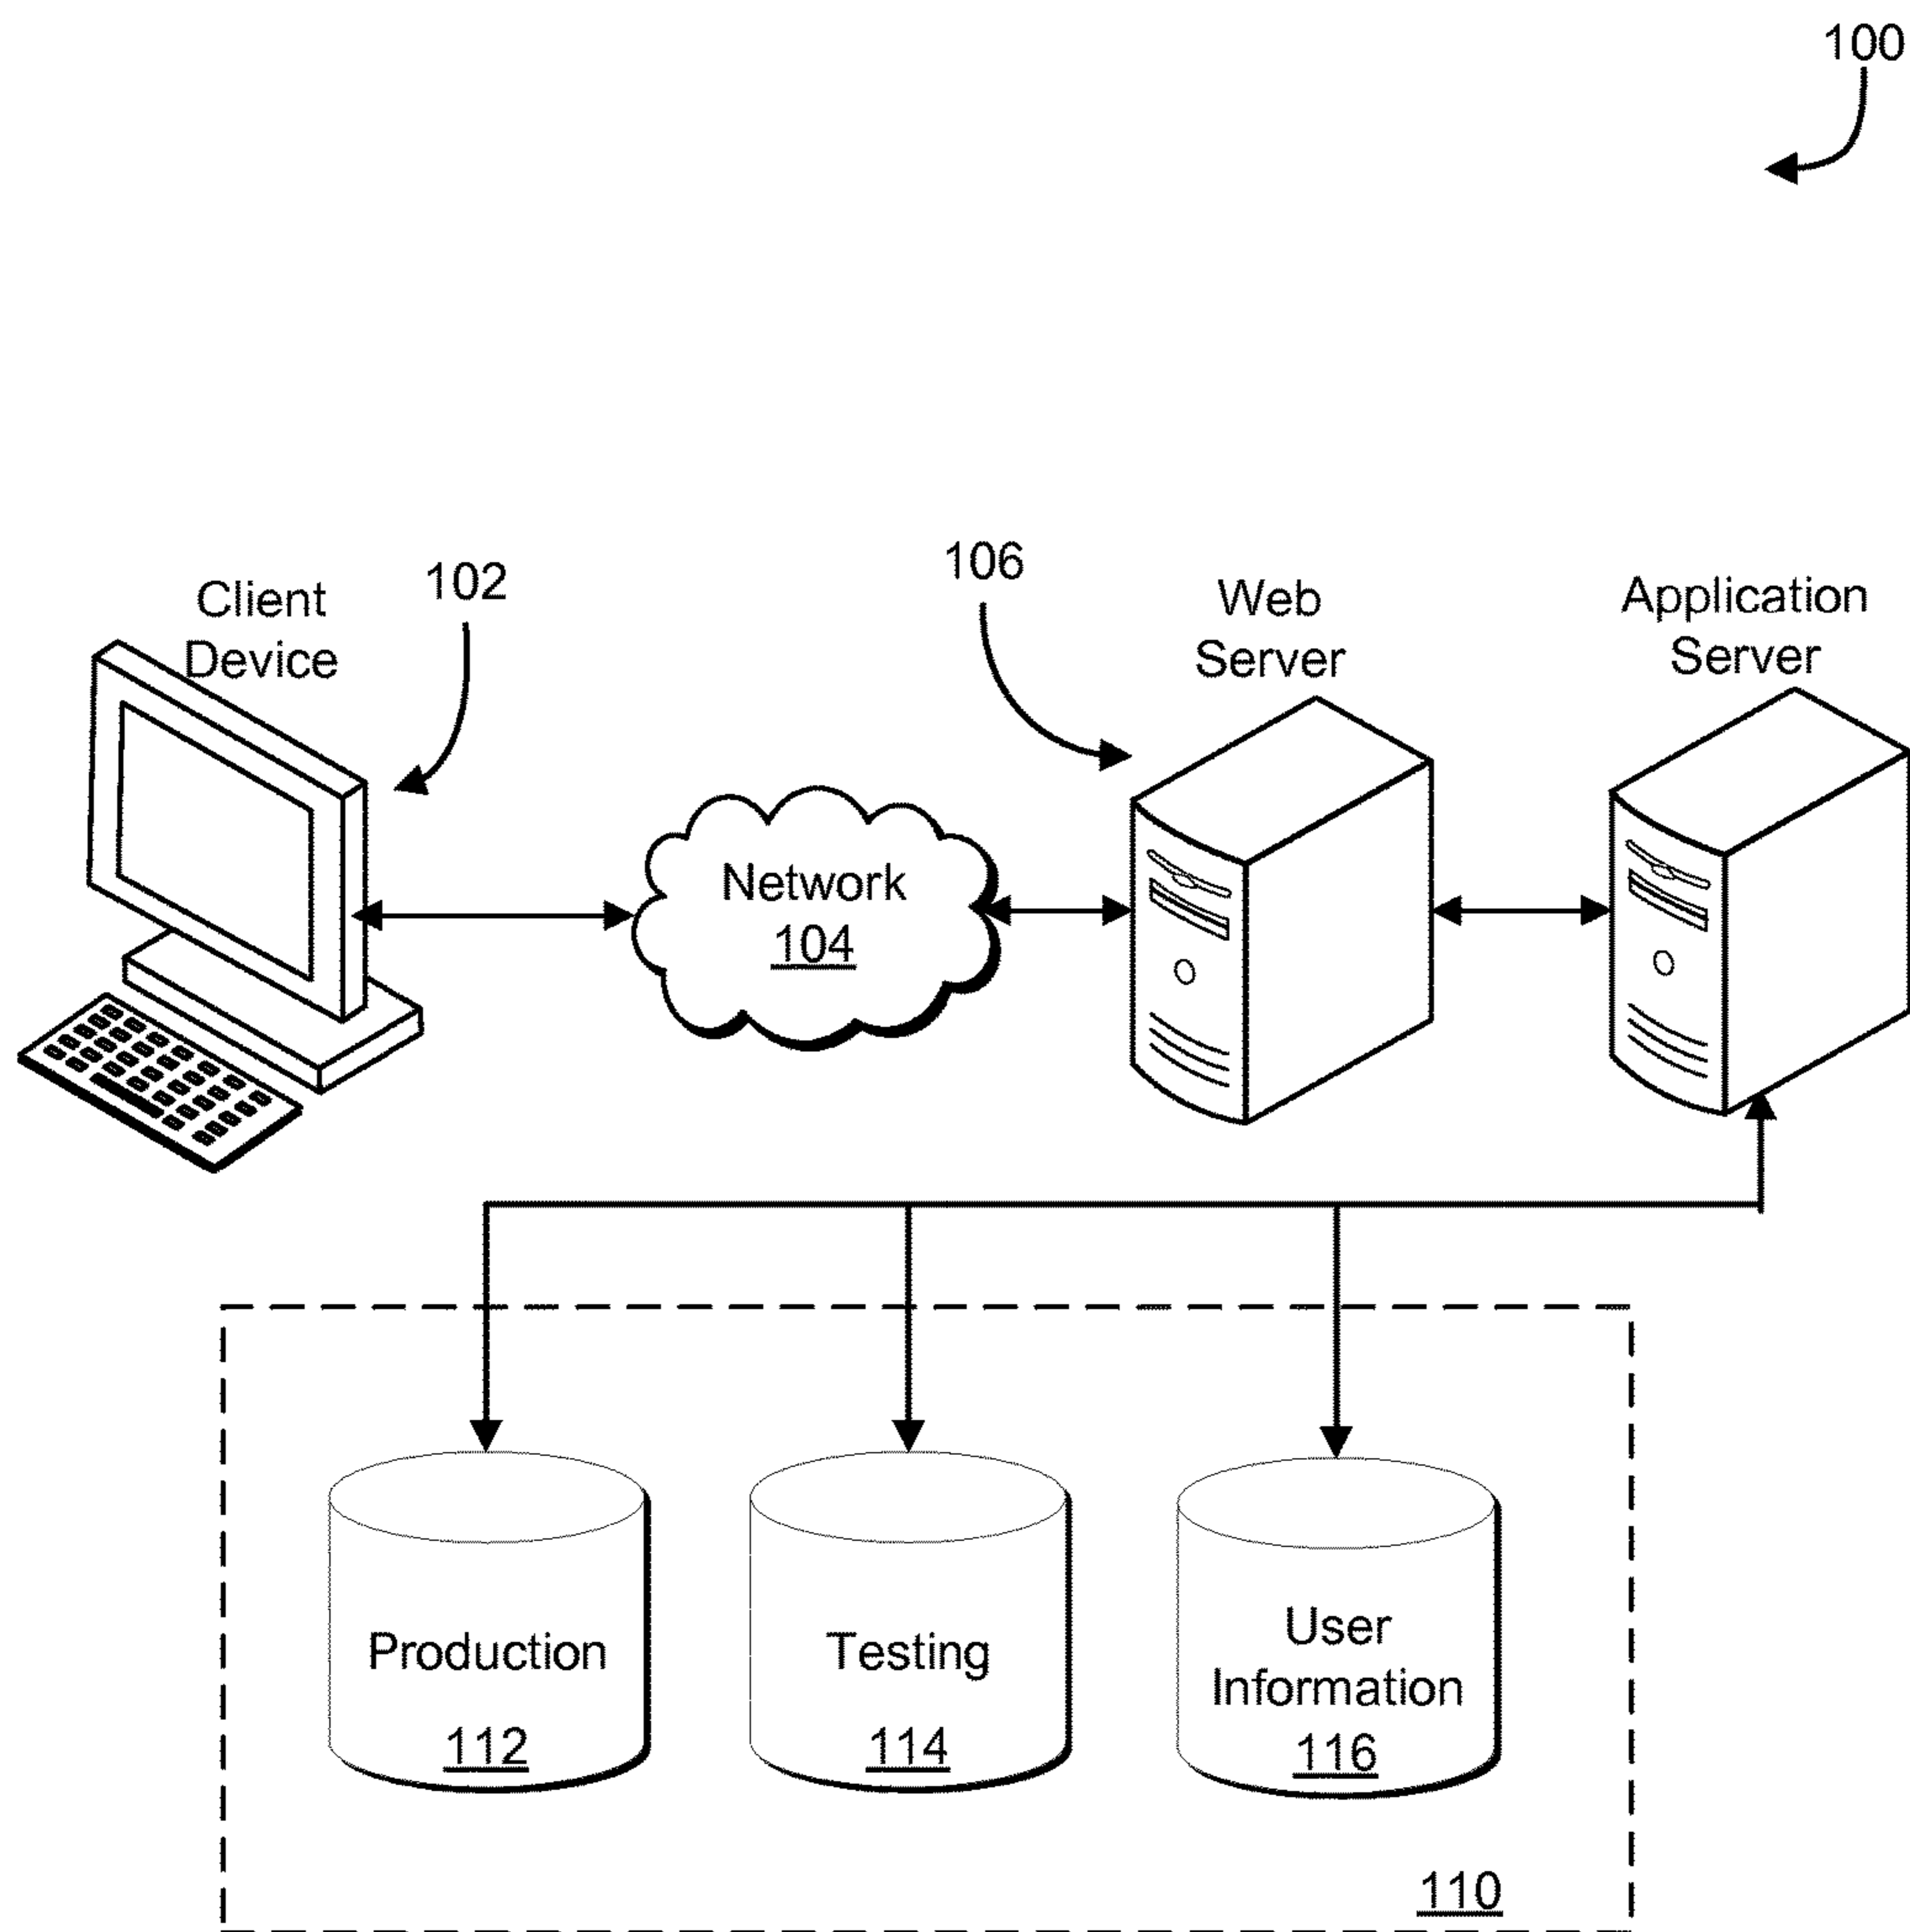 100
Client
Device
102
106
Web
Server
Application
Server
Network
104
Production
112
Testing
114
User
Information
116
110